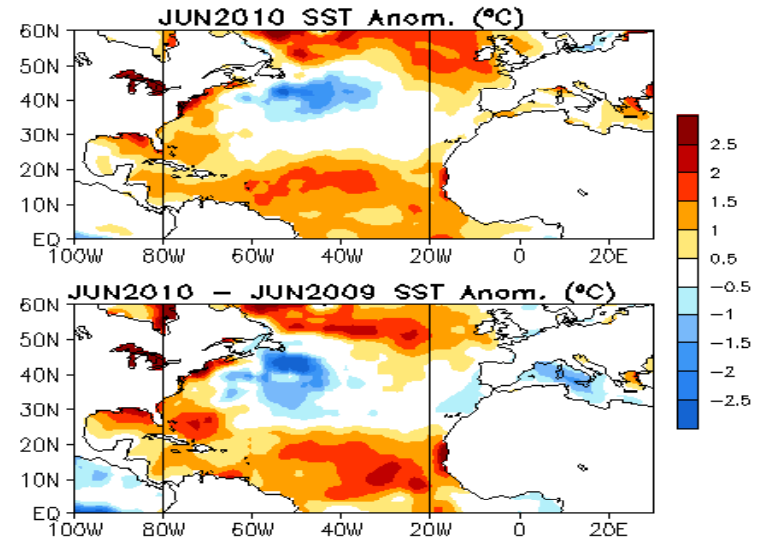 JUN2010 SST Anom. (ºC)
60N
50N
40N
30N
20N
10N
EQ
100W 80W 60W 40W 20W 0 20E
JUN2010 – JUN2009 SST Anom. (ºC)
60N
50N
40N
30N
20N
10N
EQ
100W 80W 60W 40W 20W 0 20E
2.5
2
1.5
1
0.5
−0.5
−1
−1.5
−2
−2.5